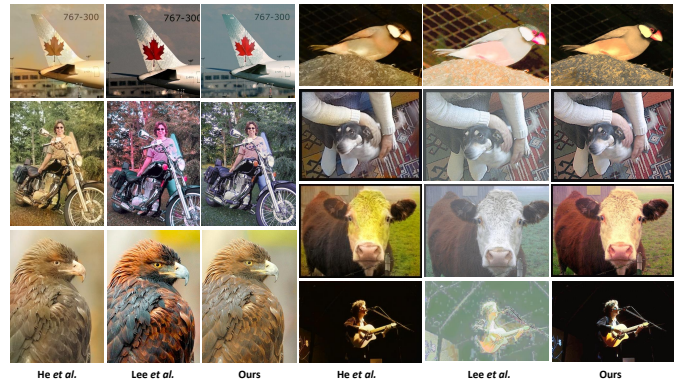 767-300
767-300
767-300
He et al.
Lee et al.
Ours
He et al.
Lee et al.
Ours